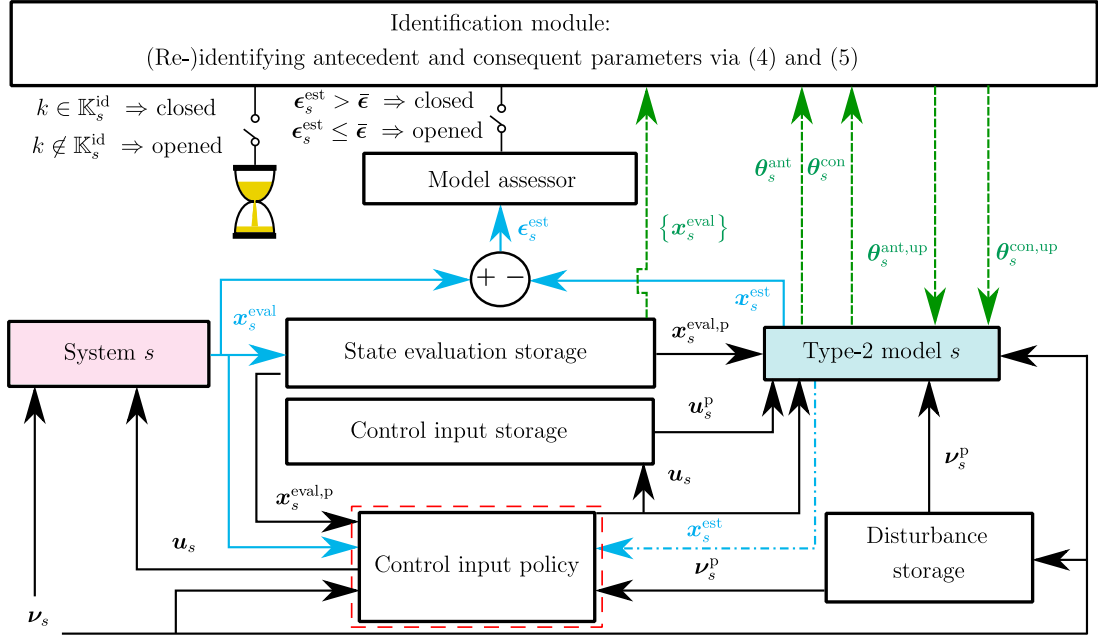 Identification module:
(Re-)identifying antecedent and consequent parameters via (4) and (5)
k ∈ 𝕂_s^id ⇒ closed
k ∉ 𝕂_s^id ⇒ opened
ϵ_s^est > ϵ̄ ⇒ closed
ϵ_s^est ≤ ϵ̄ ⇒ opened
Model assessor
ϵ_s^est
{x_s^eval}
θ_s^ant
θ_s^con
θ_s^ant,up
θ_s^con,up
+ −
x_s^eval
x_s^est
System s
State evaluation storage
x_s^eval,p
Type-2 model s
Control input storage
u_s^p
ν_s^p
x_s^eval,p
u_s
u_s
x_s^est
Control input policy
ν_s^p
Disturbance
storage
ν_s